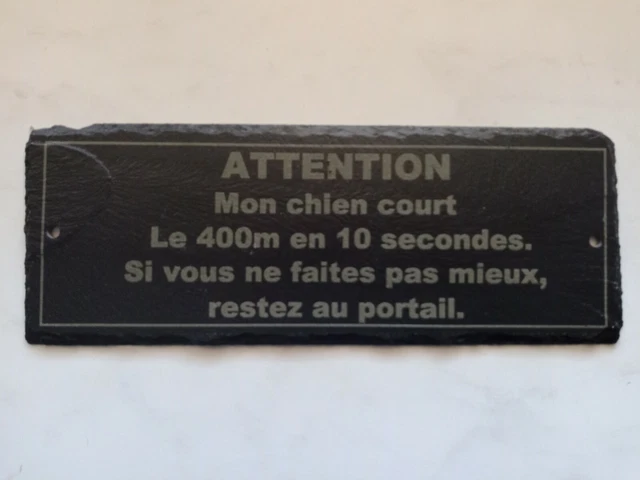 ATTENTION
Mon chien court
Le 400m en 10 secondes.
Si vous ne faites pas mieux,
restez au portail.